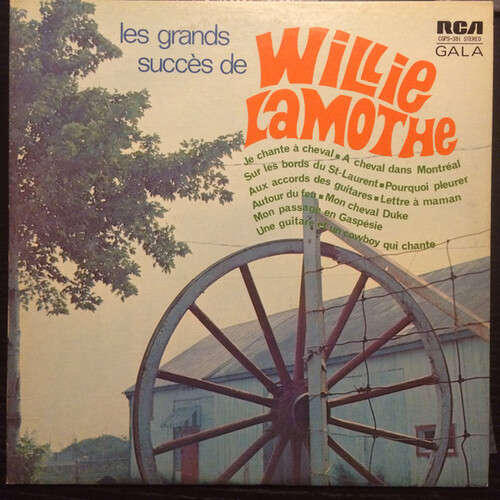 les grands
succès de
WiLLie
LaMOTHe
RCA
CGPS-381 STEREO
GALA
Je chante à cheval ▪ A cheval dans Montréal
Sur les bords du St-Laurent ▪ Pourquoi pleurer
Aux accords des guitares ▪ Lettre à maman
Autour du feu ▪ Mon cheval Duke
Mon passage en Gaspésie
Une guitare et un cowboy qui chante